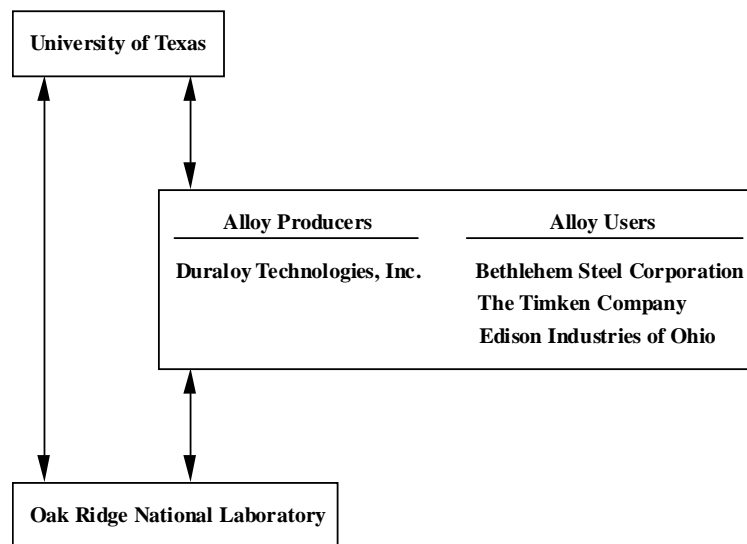 University of Texas
Alloy Producers
Alloy Users
Duraloy Technologies, Inc.
Bethlehem Steel Corporation
The Timken Company
Edison Industries of Ohio
Oak Ridge National Laboratory